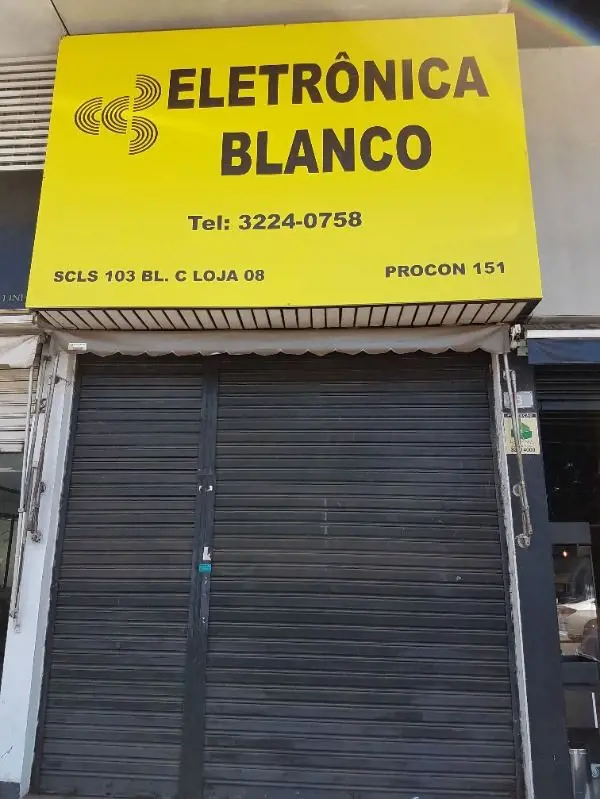 ELETRÔNICA
BLANCO
Tel: 3224-0758
SCLS 103 BL. C LOJA 08
PROCON 151